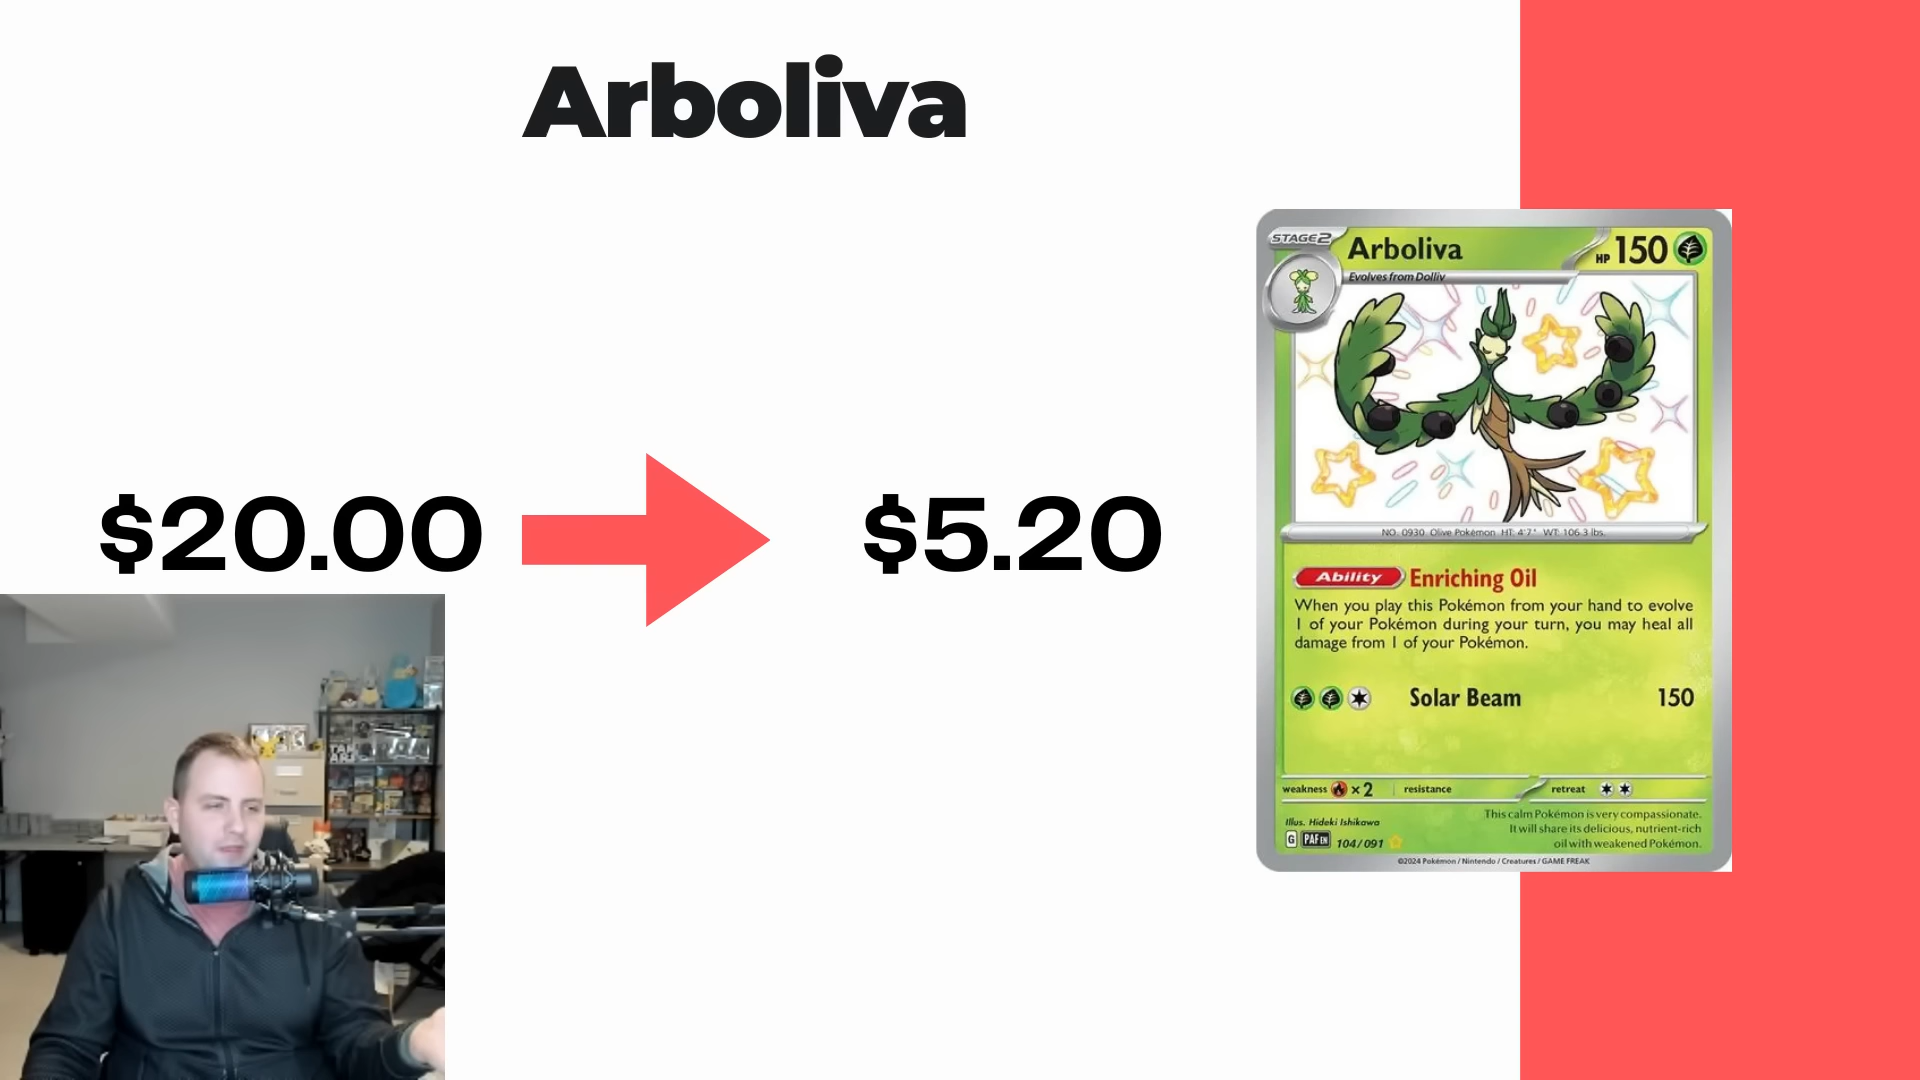 Arboliva
$20.00
$5.20
STAGE2
Arboliva
HP 150
Evolves from Dolliv
NO. 0930 Olive Pokémon HT: 4'7" WT: 106.3 lbs.
Ability Enriching Oil
When you play this Pokémon from your hand to evolve
1 of your Pokémon during your turn, you may heal all
damage from 1 of your Pokémon.
Solar Beam 150
weakness ×2 resistance retreat
Illus. Hideki Ishikawa
G PAF EN 104/091
This calm Pokémon is very compassionate.
It will share its delicious, nutrient-rich
oil with weakened Pokémon.
©2024 Pokémon / Nintendo / Creatures / GAME FREAK